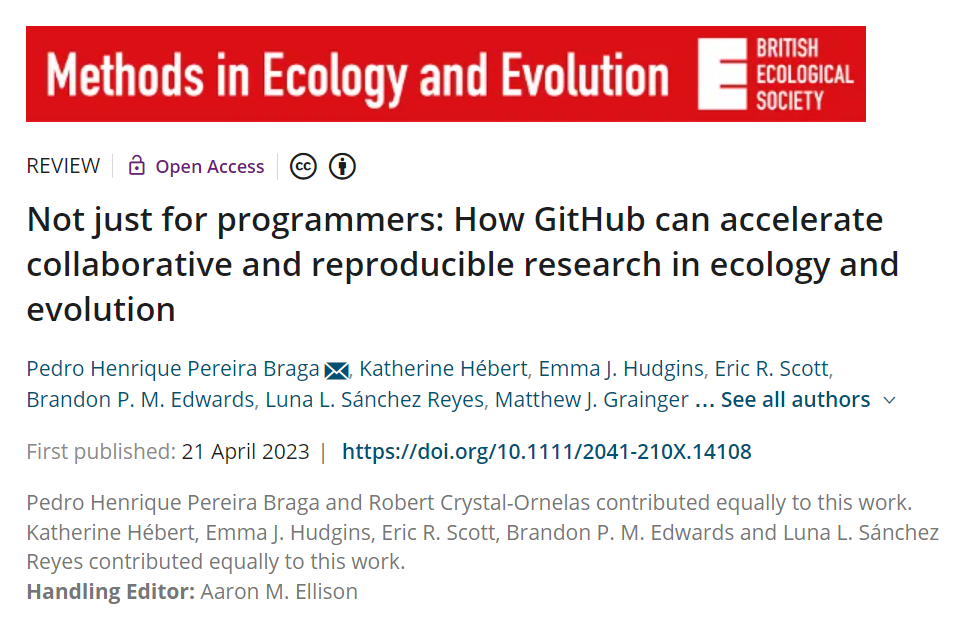 Methods in Ecology and Evolution
BRITISH
ECOLOGICAL
SOCIETY
REVIEW
Open Access
cc
Not just for programmers: How GitHub can accelerate
collaborative and reproducible research in ecology and
evolution
Pedro Henrique Pereira Braga, Katherine Hébert, Emma J. Hudgins, Eric R. Scott,
Brandon P. M. Edwards, Luna L. Sánchez Reyes, Matthew J. Grainger ... See all authors
First published: 21 April 2023 | https://doi.org/10.1111/2041-210X.14108
Pedro Henrique Pereira Braga and Robert Crystal-Ornelas contributed equally to this work.
Katherine Hébert, Emma J. Hudgins, Eric R. Scott, Brandon P. M. Edwards and Luna L. Sánchez
Reyes contributed equally to this work.
Handling Editor: Aaron M. Ellison